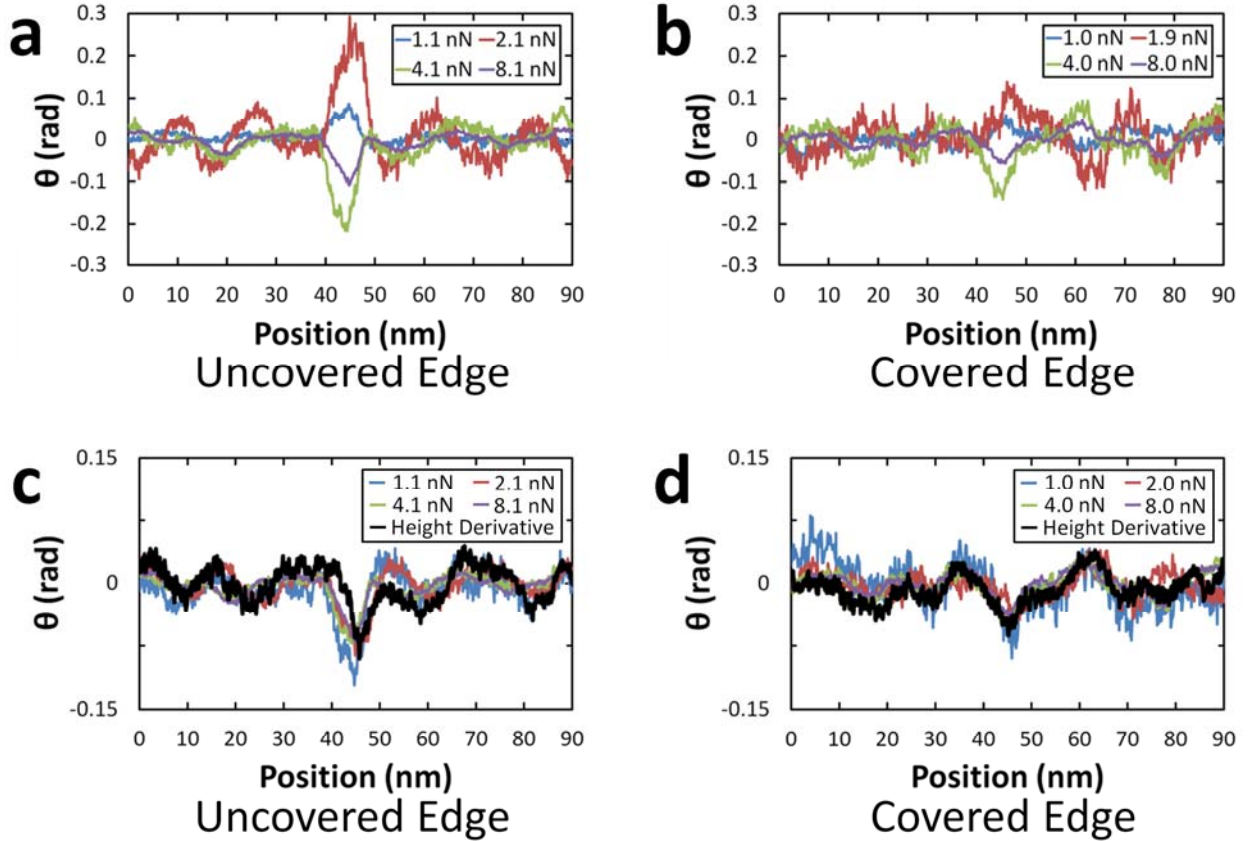 a
0.3
0.2
0.1
0
-0.1
-0.2
-0.3
θ (rad)
1.1 nN 2.1 nN
4.1 nN 8.1 nN
0 10 20 30 40 50 60 70 80 90
Position (nm)
Uncovered Edge
b
0.3
0.2
0.1
0
-0.1
-0.2
-0.3
θ (rad)
1.0 nN 1.9 nN
4.0 nN 8.0 nN
0 10 20 30 40 50 60 70 80 90
Position (nm)
Covered Edge
c
0.15
0
-0.15
θ (rad)
1.1 nN 2.1 nN
4.1 nN 8.1 nN
Height Derivative
0 10 20 30 40 50 60 70 80 90
Position (nm)
Uncovered Edge
d
0.15
0
-0.15
θ (rad)
1.0 nN 2.0 nN
4.0 nN 8.0 nN
Height Derivative
0 10 20 30 40 50 60 70 80 90
Position (nm)
Covered Edge